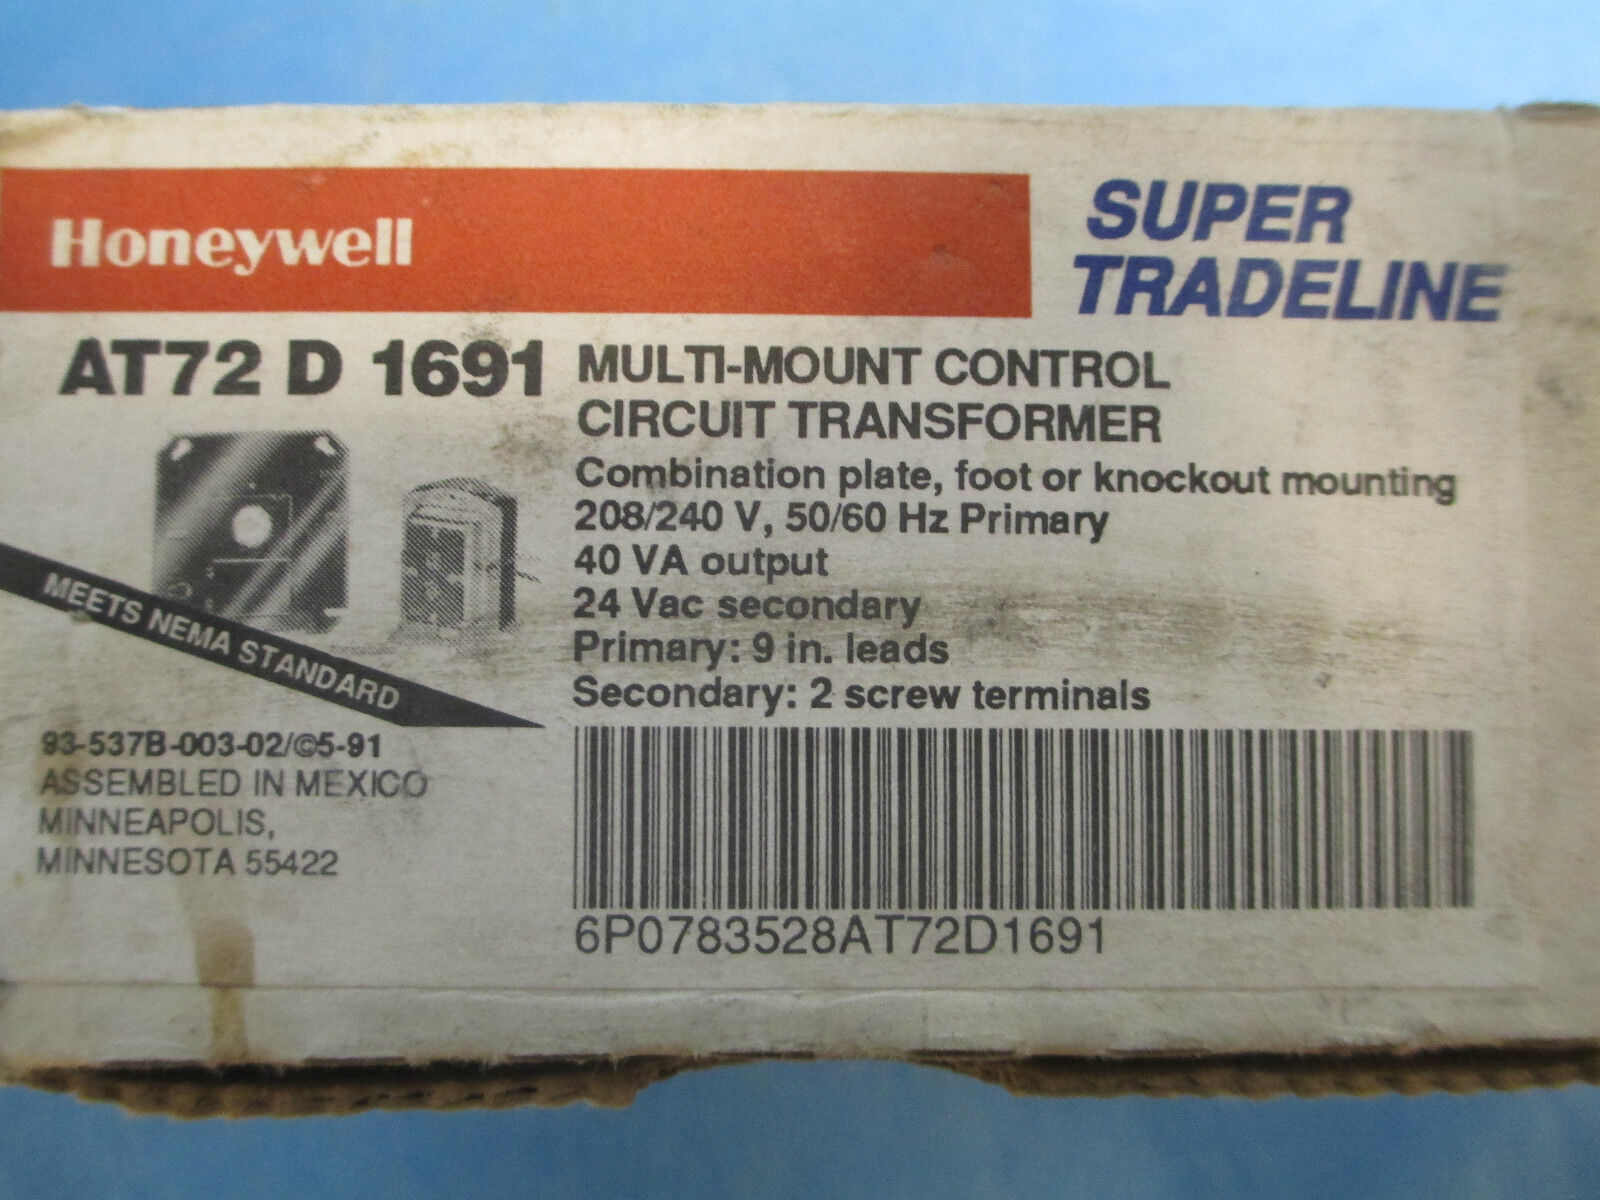 Honeywell
SUPER
TRADELINE
AT72 D 1691
MULTI-MOUNT CONTROL
CIRCUIT TRANSFORMER
Combination plate, foot or knockout mounting
208/240 V, 50/60 Hz Primary
40 VA output
24 Vac secondary
Primary: 9 in. leads
Secondary: 2 screw terminals
MEETS NEMA STANDARD
93-537B-003-02/©5-91
ASSEMBLED IN MEXICO
MINNEAPOLIS,
MINNESOTA 55422
6P0783528AT72D1691